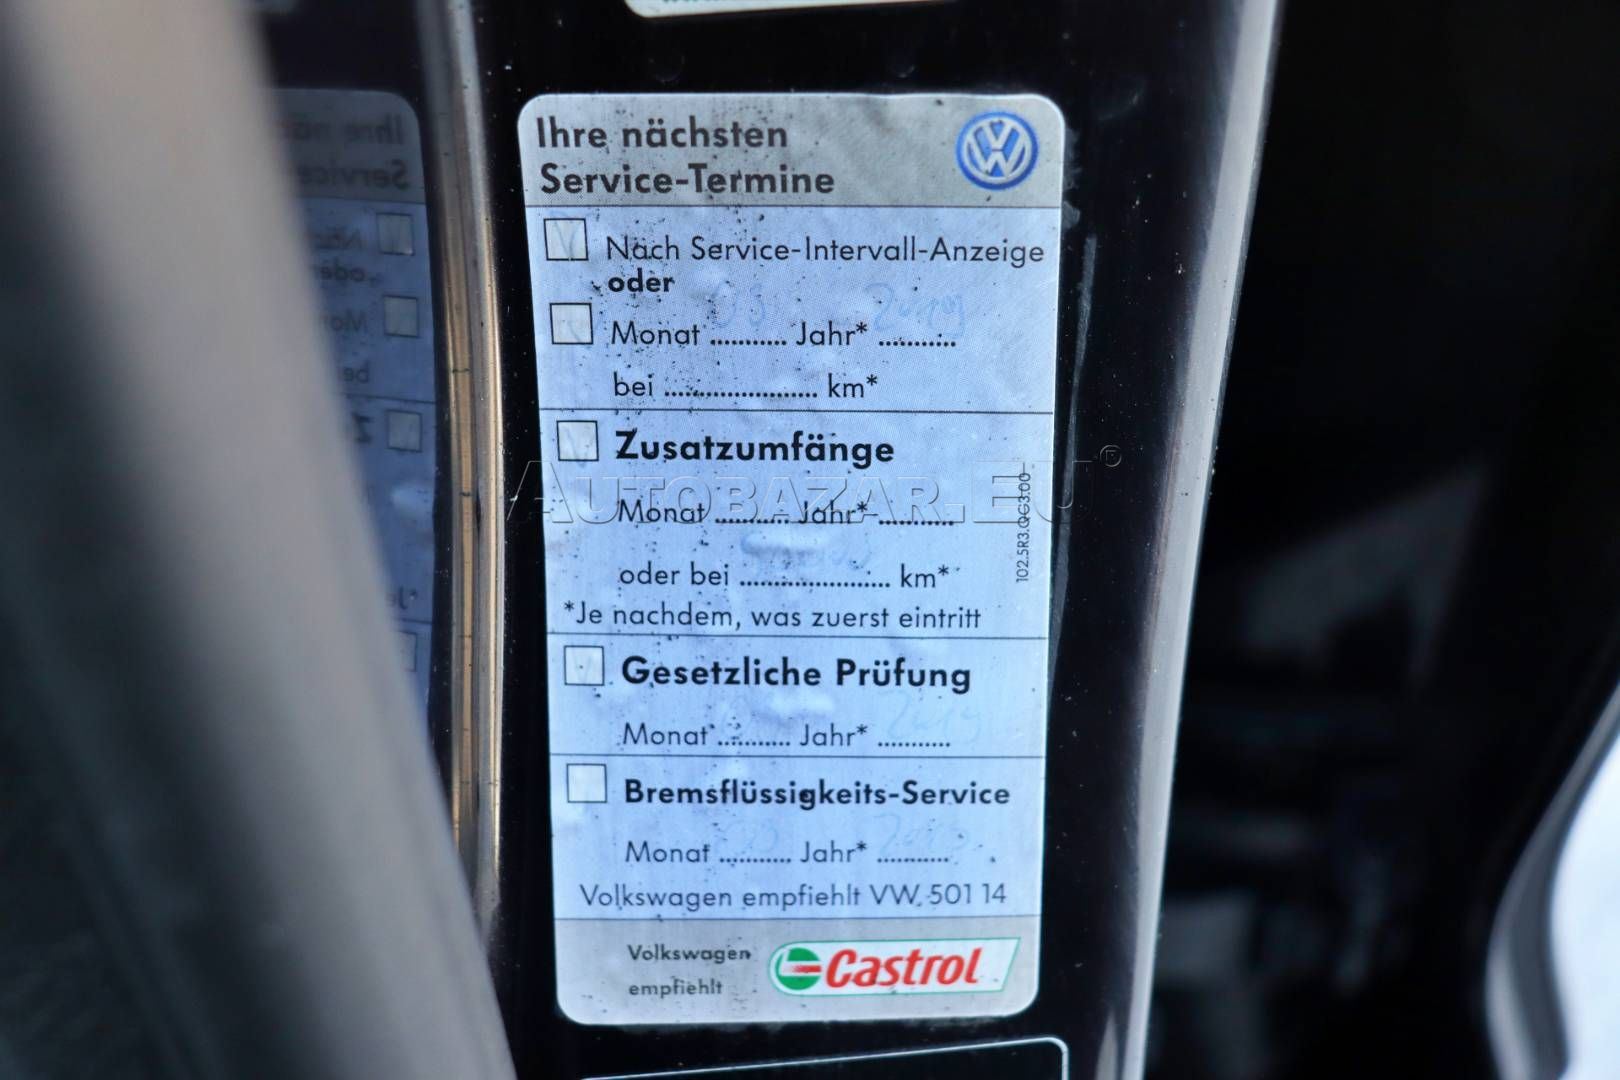 Ihre nächsten
Service-Termine
Nach Service-Intervall-Anzeige
oder
Monat ........... Jahr* ...........
bei ...................... km*
Zusatzumfänge
AUTOBAZAR.EU®
Monat ........... Jahr* ...........
oder bei ...................... km*
*Je nachdem, was zuerst eintritt
102.5R3.QG3.00
Gesetzliche Prüfung
2019
Monat ........... Jahr* ...........
Bremsflüssigkeits-Service
Monat ........... Jahr* ...........
Volkswagen empfiehlt VW 501 14
Volkswagen
empfiehlt
Castrol